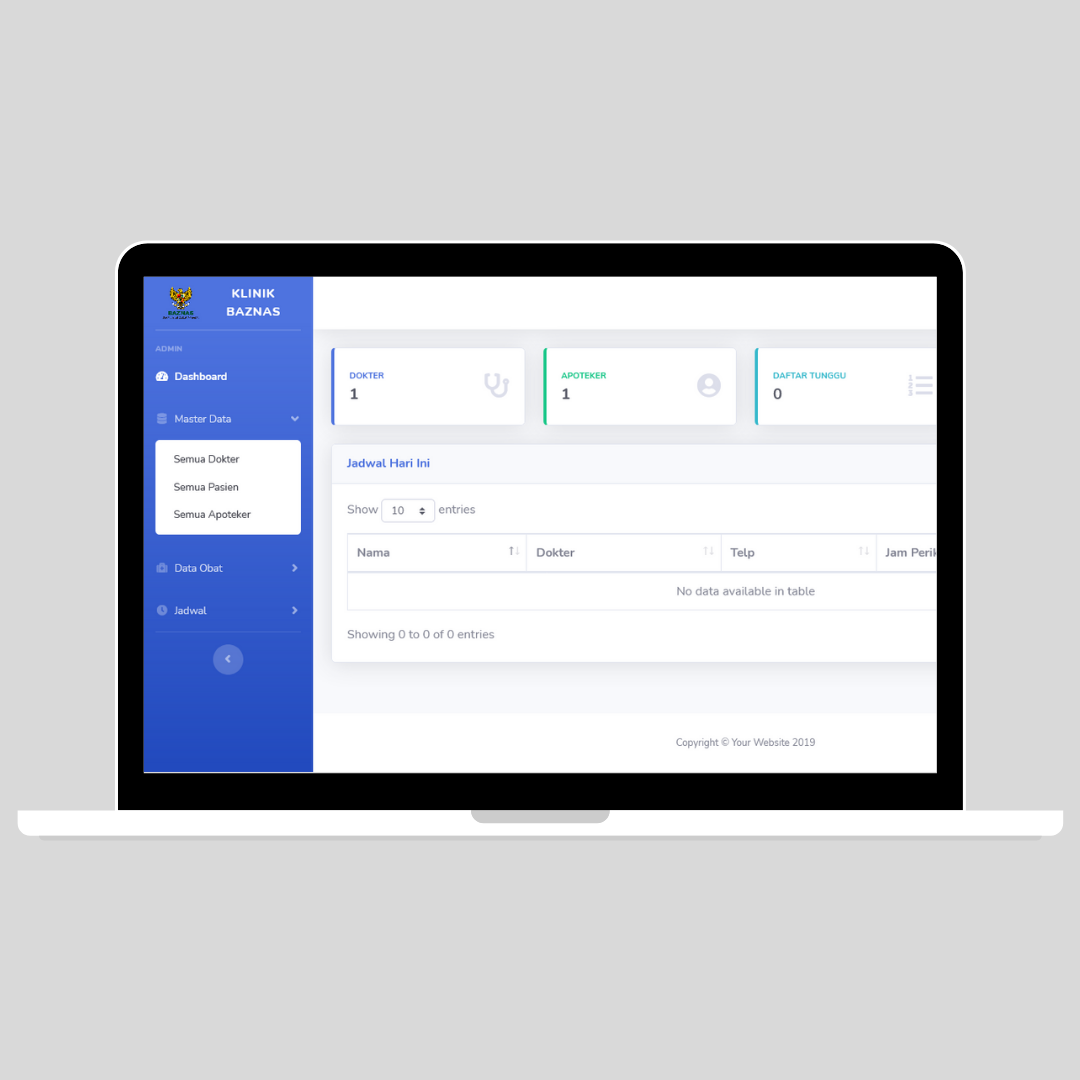 KLINIK
BAZNAS
BAZNAS
ADMIN
Dashboard
Master Data
Semua Dokter
Semua Pasien
Semua Apoteker
Data Obat
Jadwal
DOKTER
1
APOTEKER
1
DAFTAR TUNGGU
0
Jadwal Hari Ini
Show 10 entries
Nama Dokter Telp Jam Perik
No data available in table
Showing 0 to 0 of 0 entries
Copyright © Your Website 2019